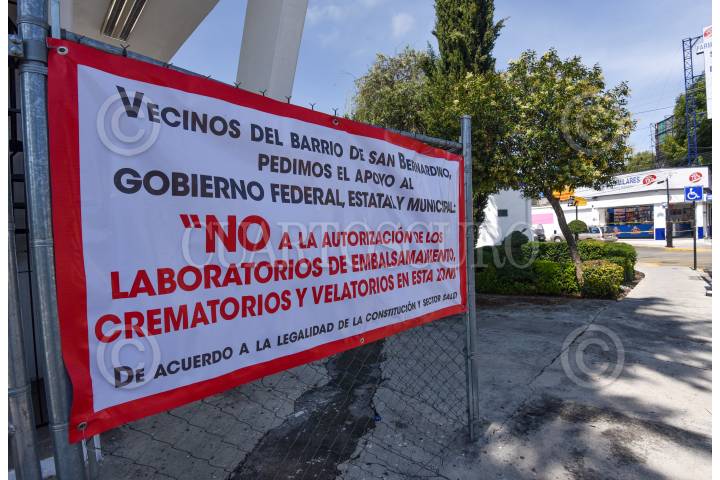 VECINOS DEL BARRIO DE SAN BERNARDINO,
PEDIMOS EL APOYO AL
GOBIERNO FEDERAL, ESTATAL Y MUNICIPAL:
"NO A LA AUTORIZACIÓN DE LOS
LABORATORIOS DE EMBALSAMAMIENTO,
CREMATORIOS Y VELATORIOS EN ESTA ZONA"
DE ACUERDO A LA LEGALIDAD DE LA CONSTITUCIÓN Y SECTOR SALUD
CUARTOSCURO